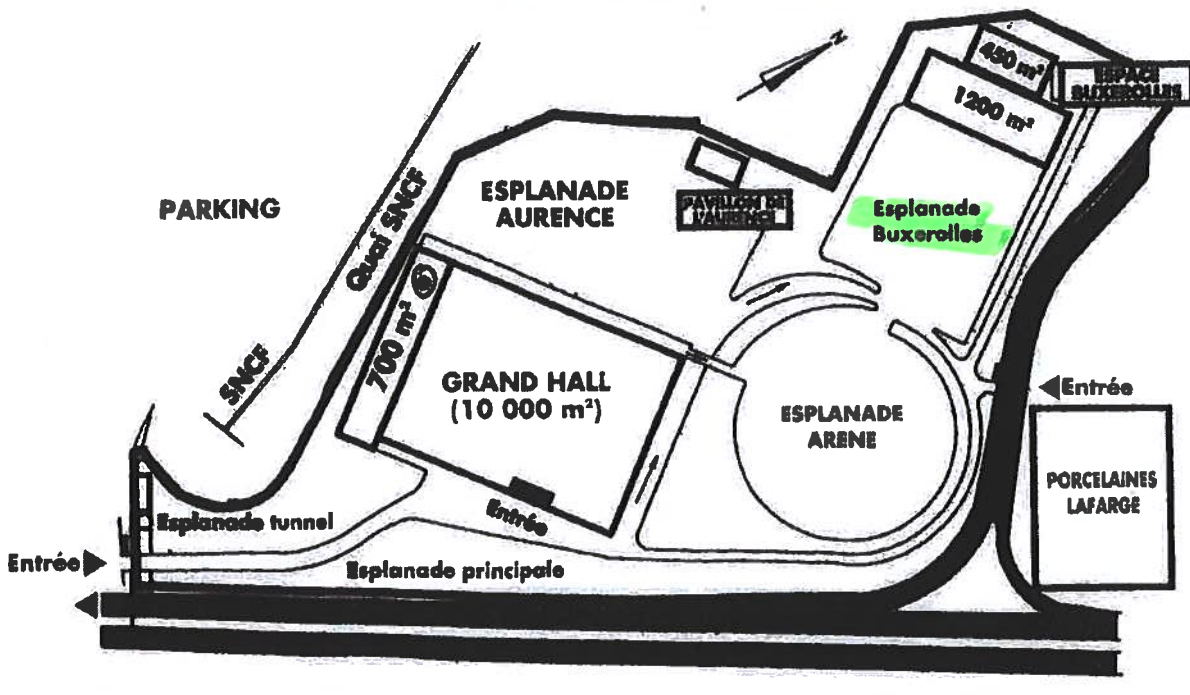 N
450 m²
ESPACE
BUXEROLLES
1200 m²
PARKING
Quai SNCF
ESPLANADE
AURENCE
PAVILLON DE
L'AURENCE
Esplanade
Buxerolles
SNCF
700 m²
GRAND HALL
(10 000 m²)
ESPLANADE
ARENE
Entrée
PORCELAINES
LAFARGE
Entrée
Esplanade tunnel
Entrée
Esplanade principale